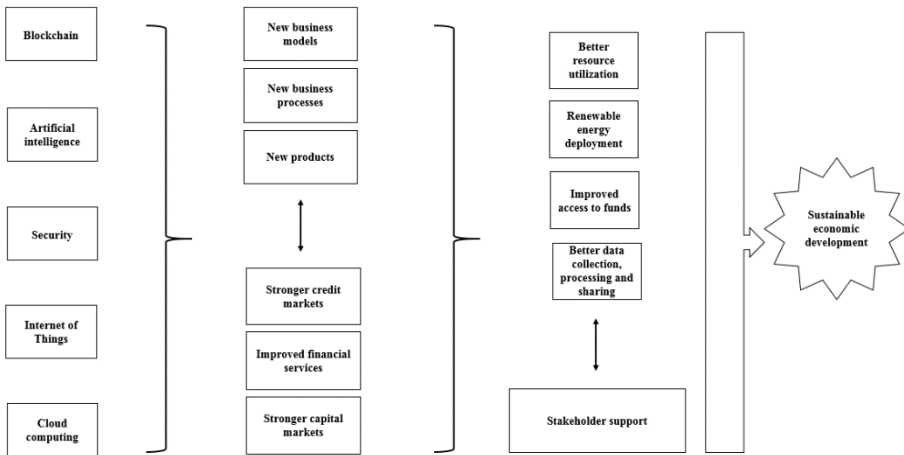 Blockchain
Artificial
intelligence
Security
Internet of
Things
Cloud
computing
New business
models
New business
processes
New products
Stronger credit
markets
Improved financial
services
Stronger capital
markets
Better
resource
utilization
Renewable
energy
deployment
Improved
access to funds
Better data
collection,
processing and
sharing
Stakeholder support
Sustainable
economic
development